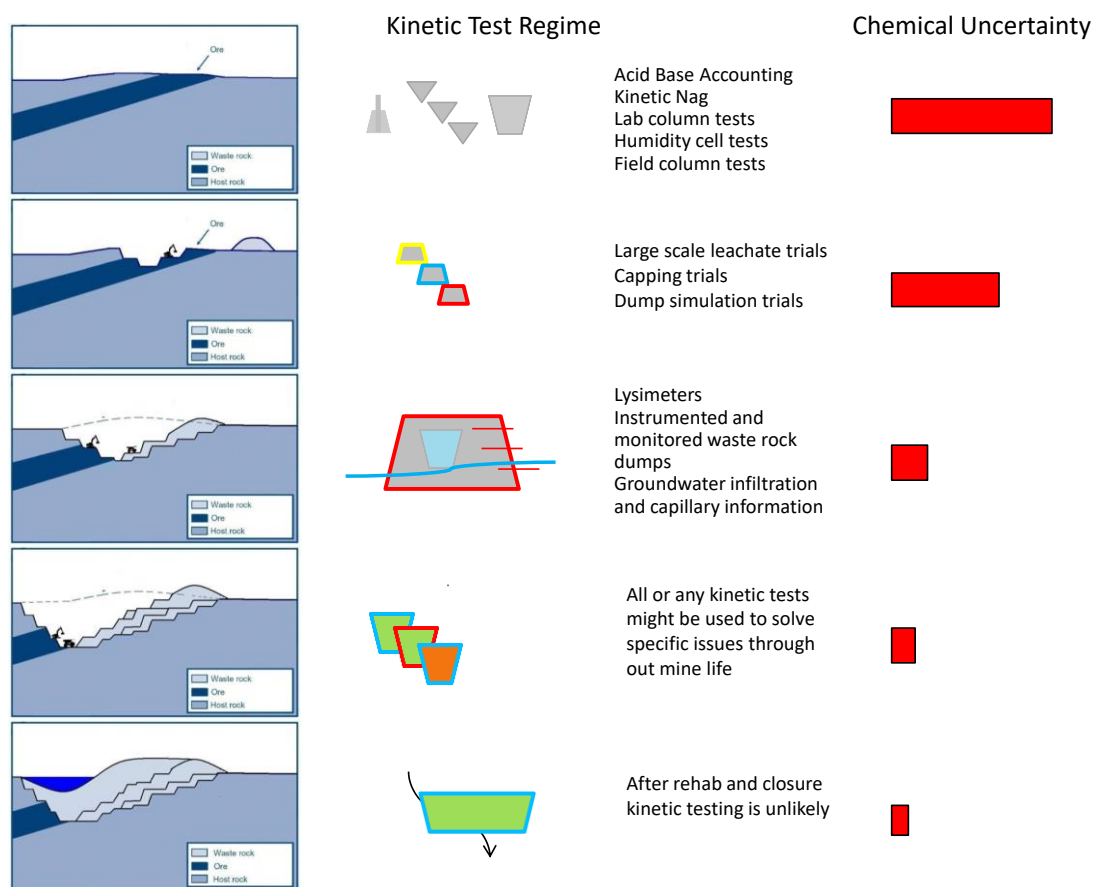 Kinetic Test Regime
Chemical Uncertainty
Ore
Waste rock
Ore
Host rock
Acid Base Accounting
Kinetic Nag
Lab column tests
Humidity cell tests
Field column tests
Ore
Waste rock
Ore
Host rock
Large scale leachate trials
Capping trials
Dump simulation trials
Waste rock
Ore
Host rock
Lysimeters
Instrumented and
monitored waste rock
dumps
Groundwater infiltration
and capillary information
Waste rock
Ore
Host rock
All or any kinetic tests
might be used to solve
specific issues through
out mine life
Waste rock
Ore
Host rock
After rehab and closure
kinetic testing is unlikely